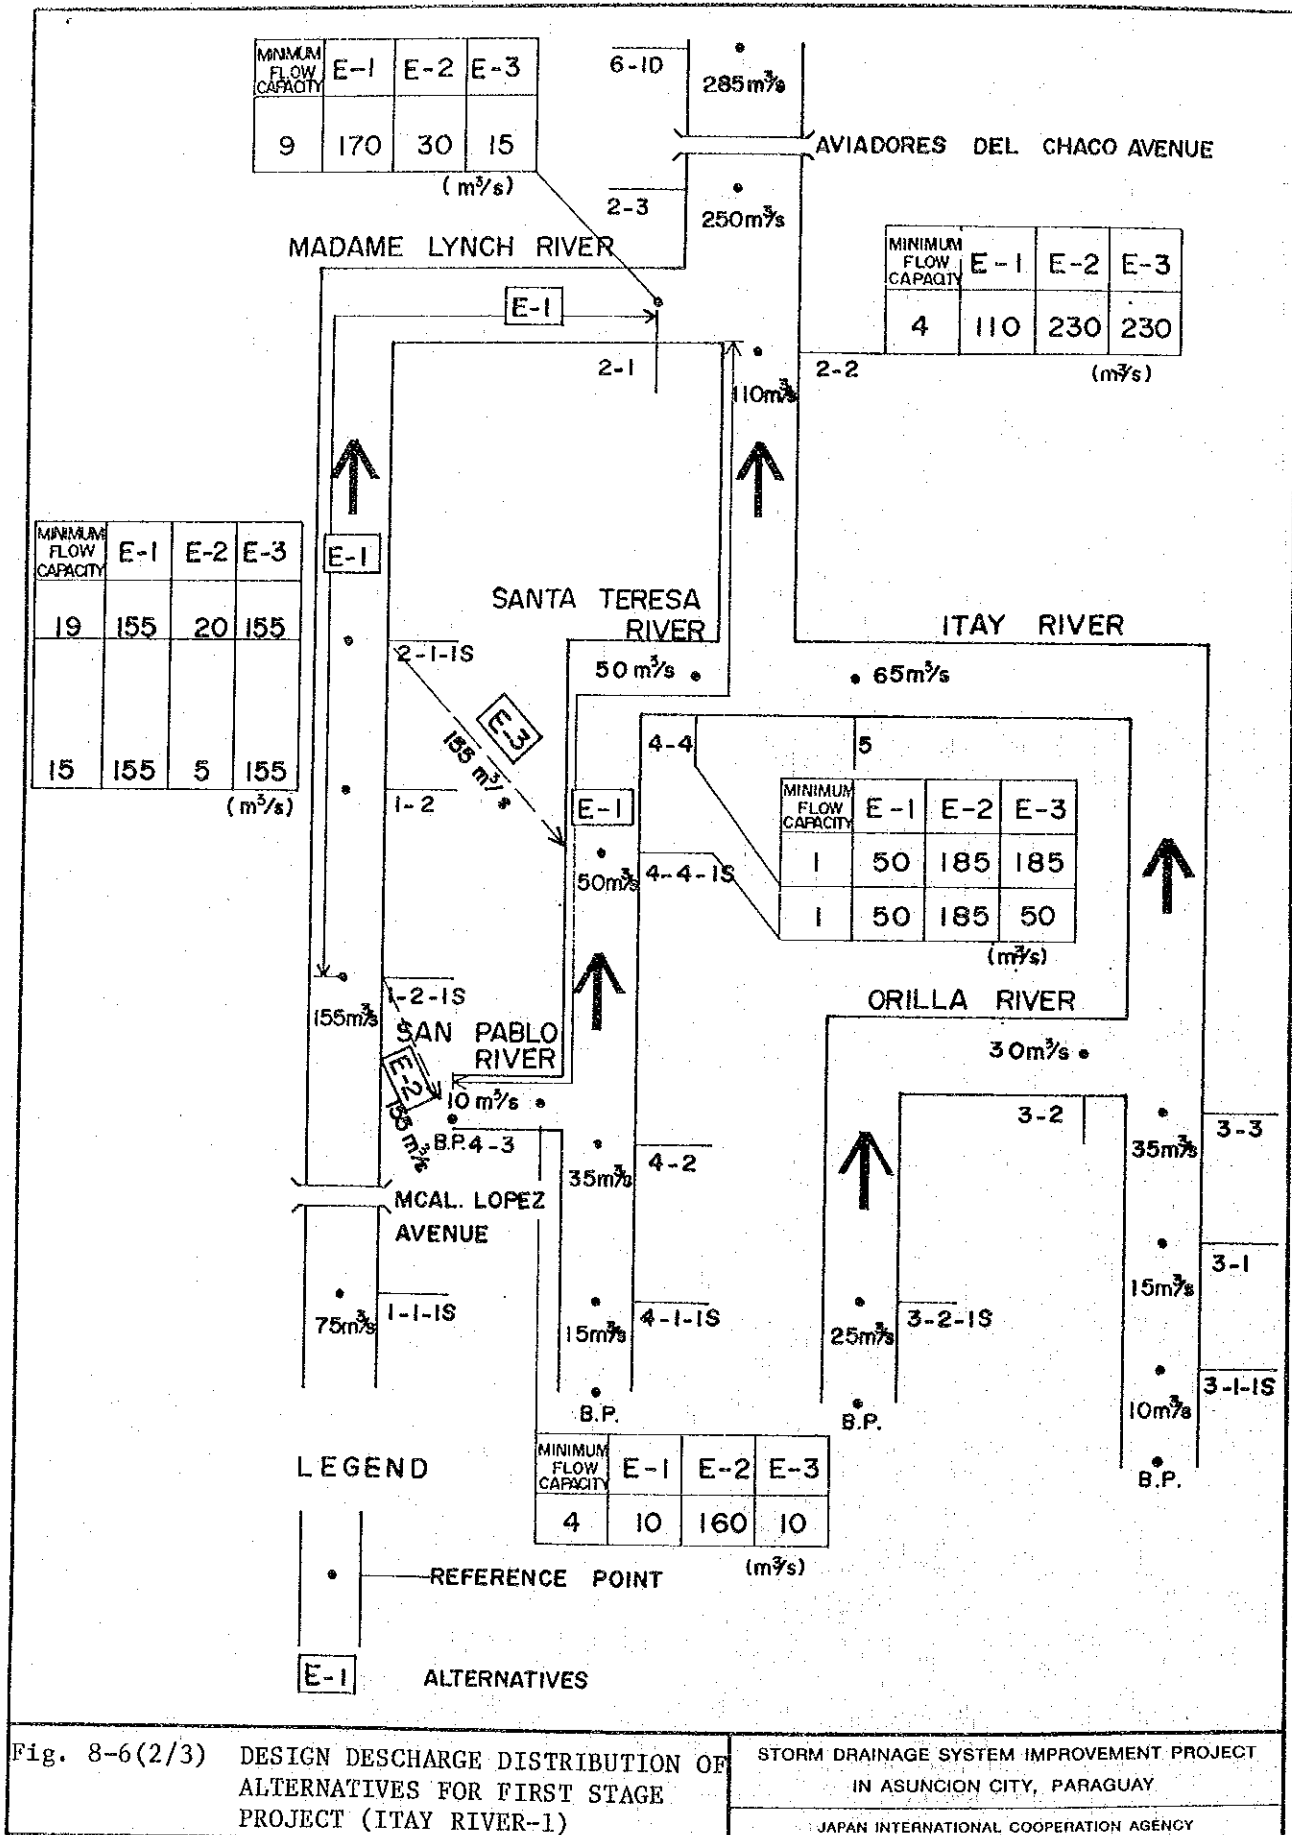 MINIMUM FLOW CAPACITY E-1 E-2 E-3
9 170 30 15
(m³/s)
6-1D
285m³/s
AVIADORES DEL CHACO AVENUE
2-3
250m³/s
MADAME LYNCH RIVER
MINIMUM FLOW CAPACITY E-1 E-2 E-3
4 110 230 230
(m³/s)
E-1
2-1
2-2
110m³/s
MINIMUM FLOW CAPACITY E-1 E-2 E-3
19 155 20 155
15 155 5 155
(m³/s)
E-1
SANTA TERESA
RIVER
ITAY RIVER
2-1-1S
50m³/s
65m³/s
E-3
155 m³/s
4-4
5
1-2
E-1
MINIMUM FLOW CAPACITY E-1 E-2 E-3
1 50 185 185
1 50 185 50
(m³/s)
50m³/s
4-4-1S
1-2-1S
155m³/s
SAN PABLO
RIVER
ORILLA RIVER
30m³/s
E-2
155 m³/s
10 m³/s
B.P. 4-3
3-2
35m³/s
4-2
35m³/s
3-3
MCAL. LOPEZ
AVENUE
3-1
15m³/s
75m³/s
1-1-1S
15m³/s
4-1-1S
25m³/s
3-2-1S
3-1-1S
10m³/s
B.P.
B.P.
B.P.
MINIMUM FLOW CAPACITY E-1 E-2 E-3
4 10 160 10
(m³/s)
LEGEND
REFERENCE POINT
E-1 ALTERNATIVES
Fig. 8-6(2/3) DESIGN DESCHARGE DISTRIBUTION OF
ALTERNATIVES FOR FIRST STAGE
PROJECT (ITAY RIVER-1)
STORM DRAINAGE SYSTEM IMPROVEMENT PROJECT
IN ASUNCION CITY, PARAGUAY
JAPAN INTERNATIONAL COOPERATION AGENCY